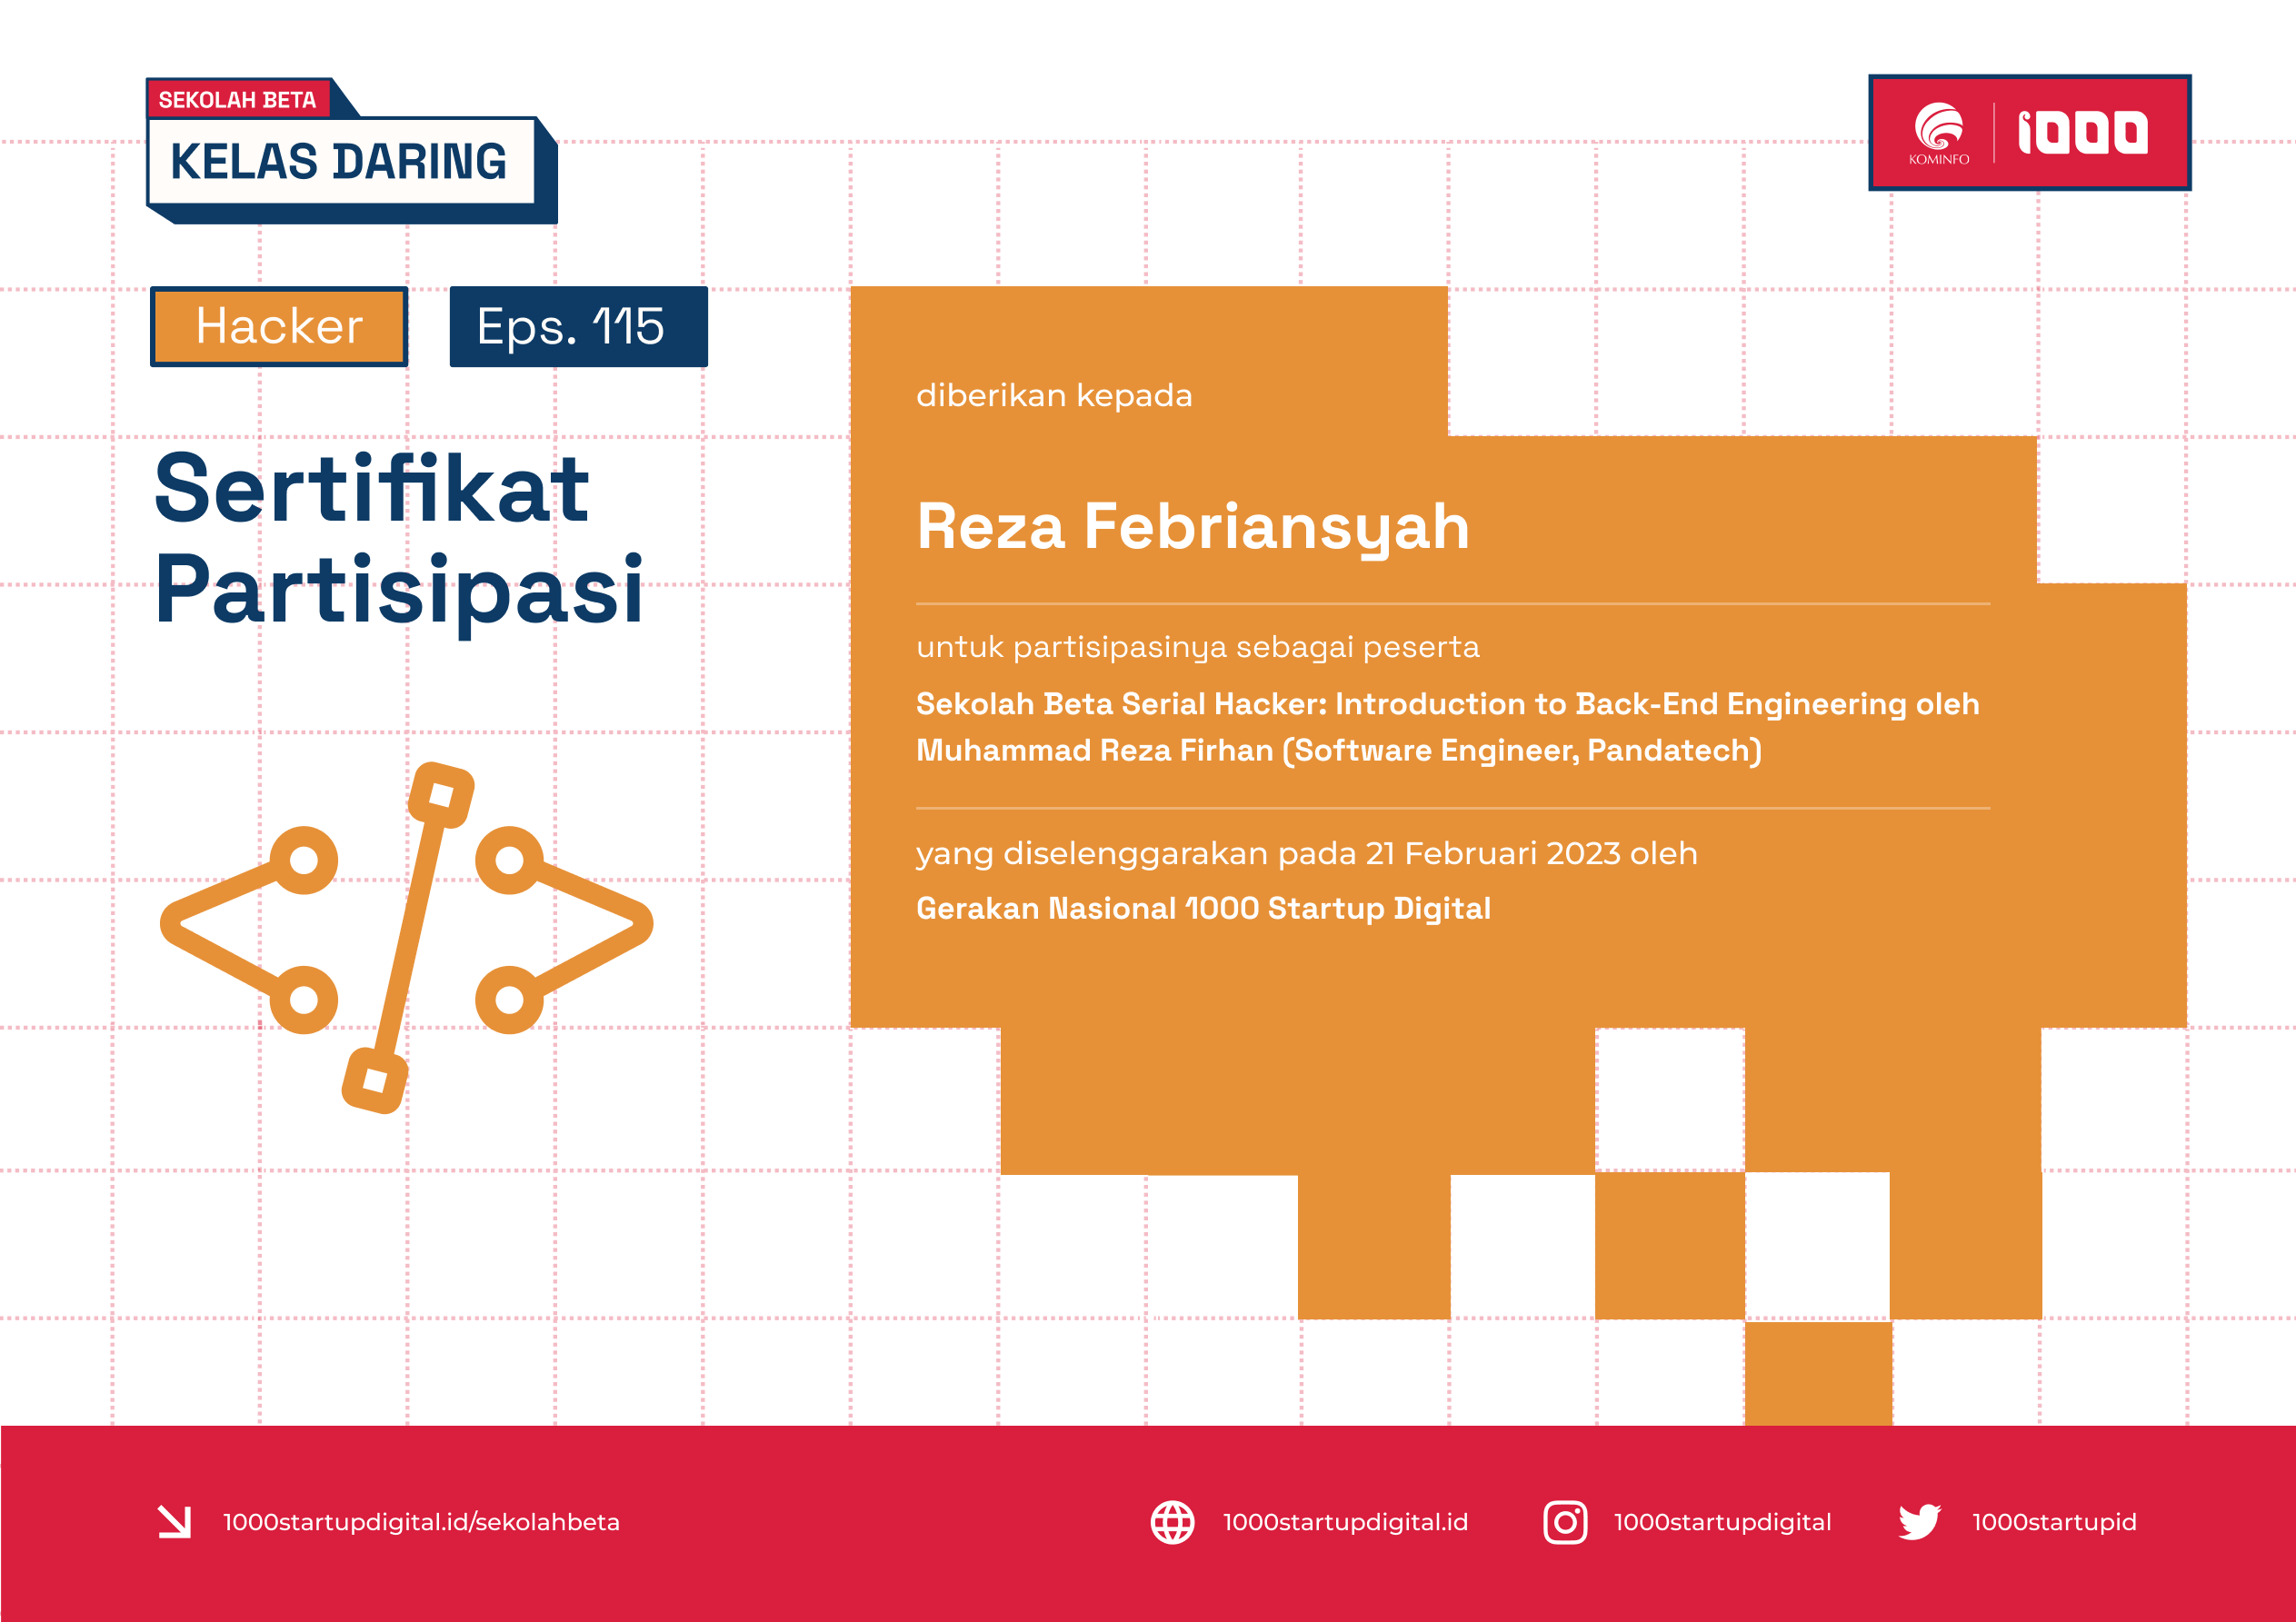 SEKOLAH BETA
KELAS DARING
KOMINFO
1000
Hacker
Eps. 115
Sertifikat
Partisipasi
diberikan kepada
Reza Febriansyah
untuk partisipasinya sebagai peserta
Sekolah Beta Serial Hacker: Introduction to Back-End Engineering oleh
Muhammad Reza Firhan (Software Engineer, Pandatech)
yang diselenggarakan pada 21 Februari 2023 oleh
Gerakan Nasional 1000 Startup Digital
1000startupdigital.id/sekolahbeta
1000startupdigital.id
1000startupdigital
1000startupid